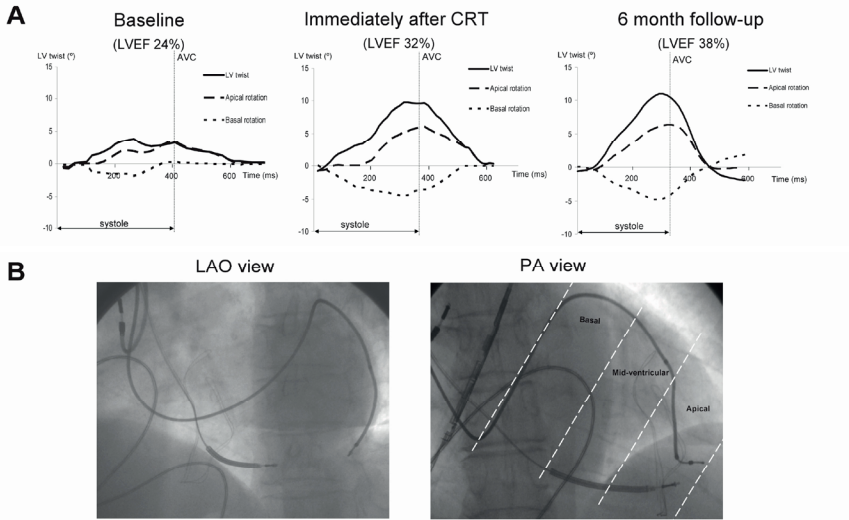 A
Baseline
(LVEF 24%)
LV twist (º)
AVC
15
10
5
0
-5
-10
LV twist
Apical rotation
Basal rotation
200
400
600
Time (ms)
systole
Immediately after CRT
(LVEF 32%)
LV twist (º)
AVC
15
10
5
0
-5
-10
LV twist
Apical rotation
Basal rotation
200
400
600
Time (ms)
systole
6 month follow-up
(LVEF 38%)
LV twist (º)
AVC
15
10
5
0
-5
-10
LV twist
Apical rotation
Basal rotation
200
400
600
Time (ms)
systole
B
LAO view
PA view
Basal
Mid-ventricular
Apical